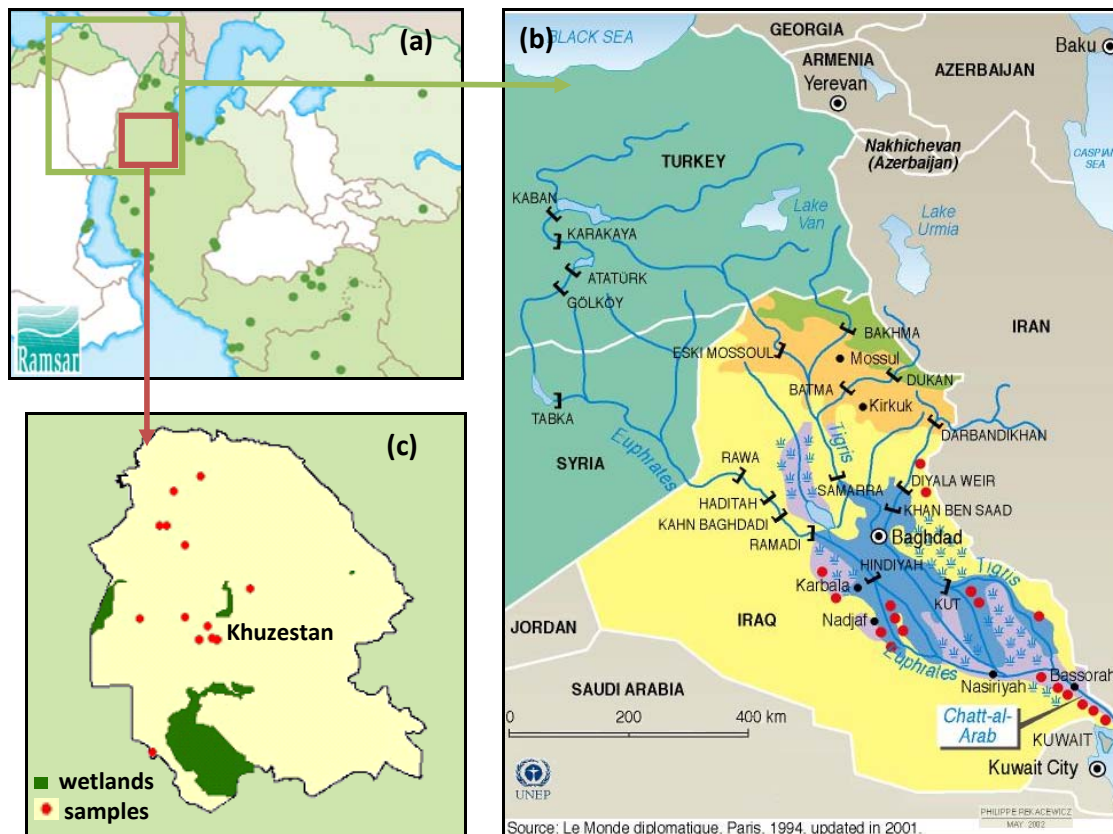 (a)
Ramsar
(b)
BLACK SEA
GEORGIA
ARMENIA
Yerevan
Baku
AZERBAIJAN
Nakhichevan
(Azerbaijan)
CASPIAN
SEA
TURKEY
Lake
Van
Lake
Urmia
KABAN
KARAKAYA
ATATÜRK
GÖLKÖY
IRAN
BAKHMA
ESKI MOSSOUL
Mossul
DUKAN
BATMA
Kirkuk
TABKA
DARBANDIKHAN
Euphrates
Tigris
SYRIA
RAWA
SAMARRA
DIYALA WEIR
HADITAH
KHAN BEN SAAD
KAHN BAGHDADI
RAMADI
Baghdad
HINDIYAH
Tigris
Karbala
KUT
IRAQ
Nadjaf
JORDAN
Euphrates
Nasiriyah
Bassorah
SAUDI ARABIA
Chatt-al-
Arab
0 200 400 km
KUWAIT
Kuwait City
UNEP
PHILIPPE REKACEWICZ
MAY 2002
Source: Le Monde diplomatique, Paris, 1994, updated in 2001.
(c)
Khuzestan
wetlands
samples